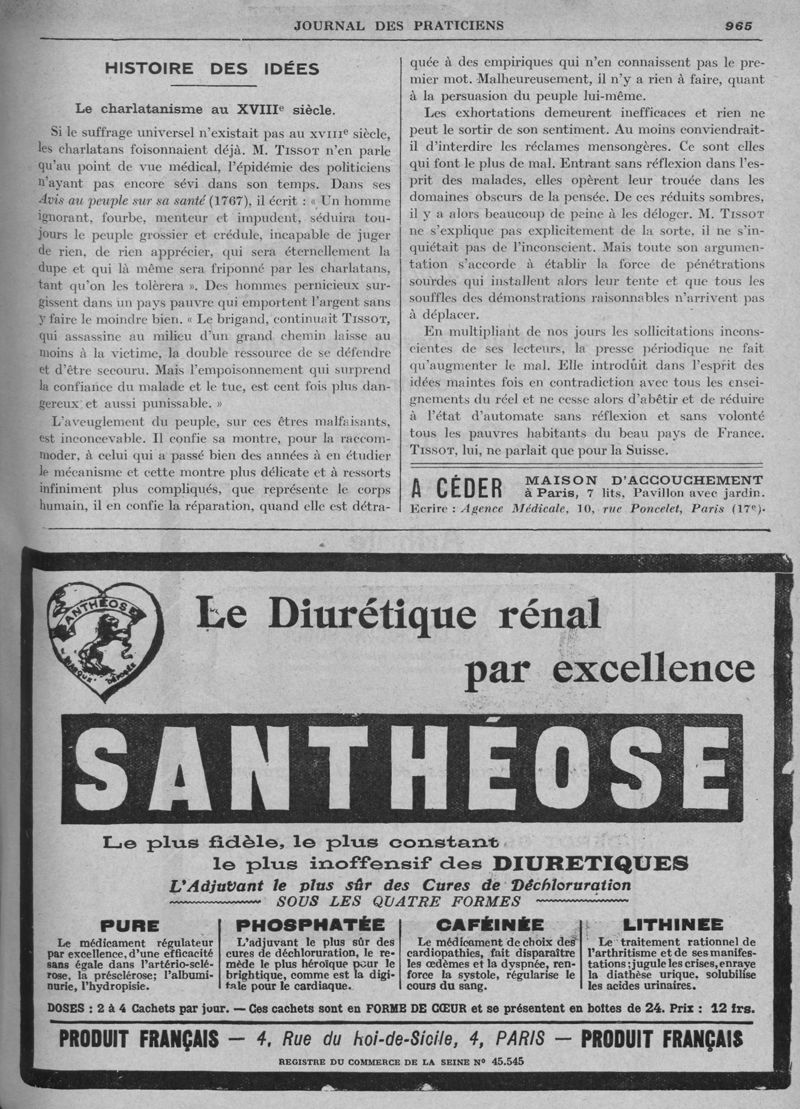 JOURNAL DES PRATICIENS
965
HISTOIRE DES IDÉES
Le charlatanisme au XVIIIe siècle.
Si le suffrage universel n'existait pas au XVIIIe siècle,
les charlatans foisonnaient déjà. M. TISSOT n'en parle
qu'au point de vue médical, l'épidémie des politiciens
n'ayant pas encore sévi dans son temps. Dans ses
Avis au peuple sur sa santé (1767), il écrit : « Un homme
ignorant, fourbe, menteur et impudent, séduira tou-
jours le peuple grossier et crédule, incapable de juger
de rien, de rien apprécier, qui sera éternellement la
dupe et qui là même sera friponné par les charlatans,
tant qu'on les tolèrera ». Des hommes pernicieux sur-
gissent dans un pays pauvre qui emportent l'argent sans
y faire le moindre bien. « Le brigand, continuait TISSOT,
qui assassine au milieu d'un grand chemin laisse au
moins à la victime, la double ressource de se défendre
et d'être secouru. Mais l'empoisonnement qui surprend
la confiance du malade et le tue, est cent fois plus dan-
gereux et aussi punissable. »
L'aveuglement du peuple, sur ces êtres malfaisants,
est inconcevable. Il confie sa montre, pour la raccom-
moder, à celui qui a passé bien des années à en étudier
le mécanisme et cette montre plus délicate et à ressorts
infiniment plus compliqués, que représente le corps
humain, il en confie la réparation, quand elle est détra-
quée à des empiriques qui n'en connaissent pas le pre-
mier mot. Malheureusement, il n'y a rien à faire, quant
à la persuasion du peuple lui-même.
Les exhortations demeurent inefficaces et rien ne
peut le sortir de son sentiment. Au moins conviendrait-
il d'interdire les réclames mensongères. Ce sont elles
qui font le plus de mal. Entrant sans réflexion dans l'es-
prit des malades, elles opèrent leur trouée dans les
domaines obscurs de la pensée. De ces réduits sombres,
il y a alors beaucoup de peine à les déloger. M. TISSOT
ne s'explique pas explicitement de la sorte, il ne s'in-
quiétait pas de l'inconscient. Mais toute son argumen-
tation s'accorde à établir la force de pénétrations
sourdes qui installent alors leur tente et que tous les
souffles des démonstrations raisonnables n'arrivent pas
à déplacer.
En multipliant de nos jours les sollicitations incons-
cientes de ses lecteurs, la presse périodique ne fait
qu'augmenter le mal. Elle introduit dans l'esprit des
idées maintes fois en contradiction avec tous les ensei-
gnements du réel et ne cesse alors d'abêtir et de réduire
à l'état d'automate sans réflexion et sans volonté
tous les pauvres habitants du beau pays de France.
TISSOT, lui, ne parlait que pour la Suisse.
A CÉDER MAISON D'ACCOUCHEMENT
à Paris, 7 lits, Pavillon avec jardin.
Ecrire : Agence Médicale, 10, rue Poncelet, Paris (17e).
SANTHÉOSE
MARQUE DÉPOSÉE
Le Diurétique rénal
par excellence
SANTHÉOSE
Le plus fidèle, le plus constant
le plus inoffensif des DIURETIQUES
L'Adjuvant le plus sûr des Cures de Déchloruration
SOUS LES QUATRE FORMES
PURE
Le médicament régulateur
par excellence, d'une efficacité
sans égale dans l'artério-sclé-
rose, la présclérose; l'albumi-
nurie, l'hydropisie.
PHOSPHATÉE
L'adjuvant le plus sûr des
cures de déchloruration, le re-
mède le plus héroïque pour le
brightique, comme est la digi-
tale pour le cardiaque.
CAFÉINÉE
Le médicament de choix des
cardiopathies, fait disparaître
les œdèmes et la dyspnée, ren-
force la systole, régularise le
cours du sang.
LITHINEE
Le traitement rationnel de
l'arthritisme et de ses manifes-
tations; jugule les crises, enraye
la diathèse urique, solubilise
les acides urinaires.
DOSES : 2 à 4 Cachets par jour. — Ces cachets sont en FORME DE CŒUR et se présentent en boîtes de 24. Prix : 12 frs.
PRODUIT FRANÇAIS — 4, Rue du Roi-de-Sicile, 4, PARIS — PRODUIT FRANÇAIS
REGISTRE DU COMMERCE DE LA SEINE No 45.545